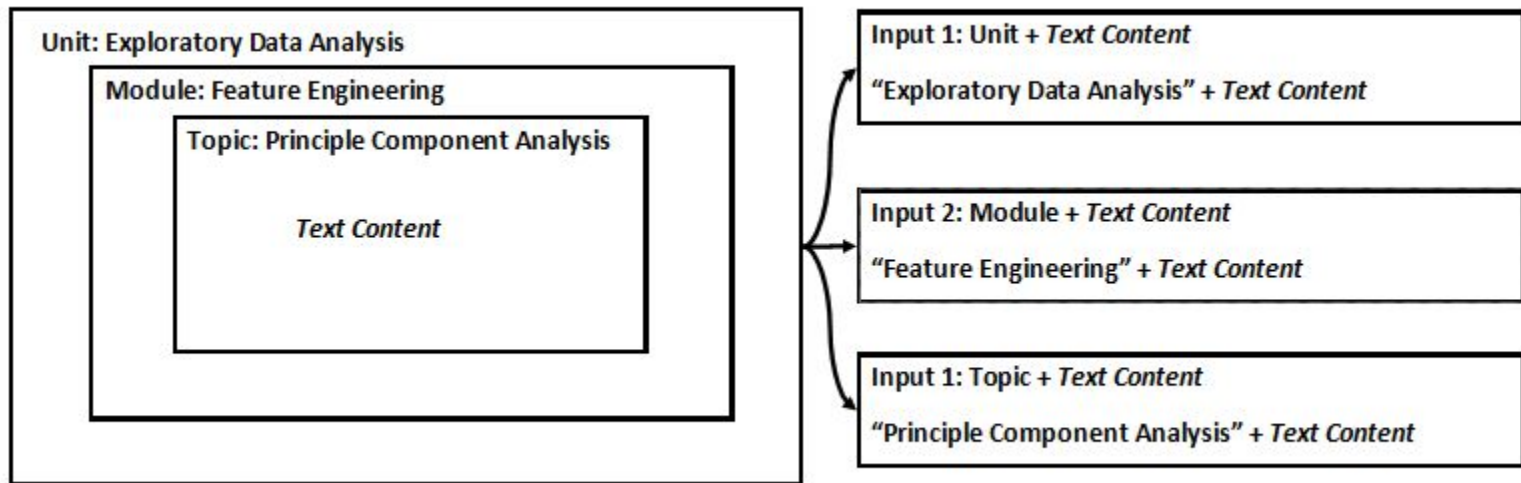 Unit: Exploratory Data Analysis
Module: Feature Engineering
Topic: Principle Component Analysis
Text Content
Input 1: Unit + Text Content
“Exploratory Data Analysis” + Text Content
Input 2: Module + Text Content
“Feature Engineering” + Text Content
Input 1: Topic + Text Content
“Principle Component Analysis” + Text Content